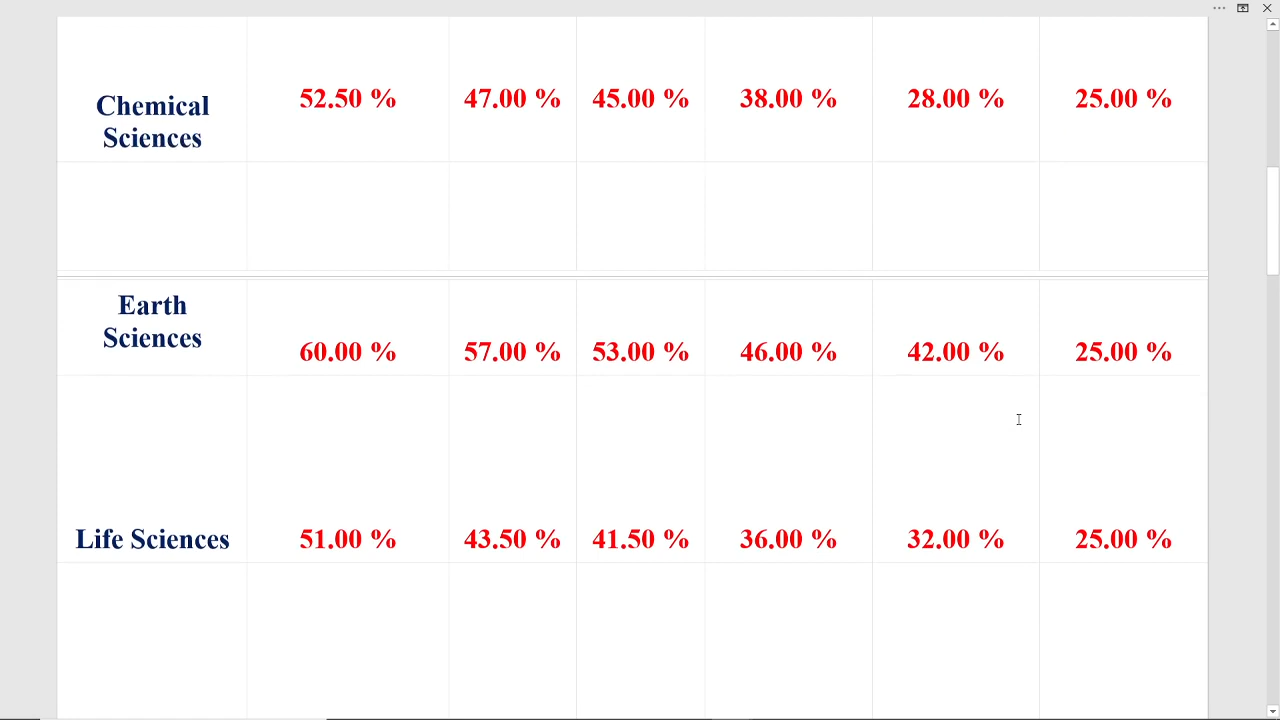 Chemical
Sciences
52.50 % 47.00 % 45.00 % 38.00 % 28.00 % 25.00 %
Earth
Sciences
60.00 % 57.00 % 53.00 % 46.00 % 42.00 % 25.00 %
Life Sciences 51.00 % 43.50 % 41.50 % 36.00 % 32.00 % 25.00 %